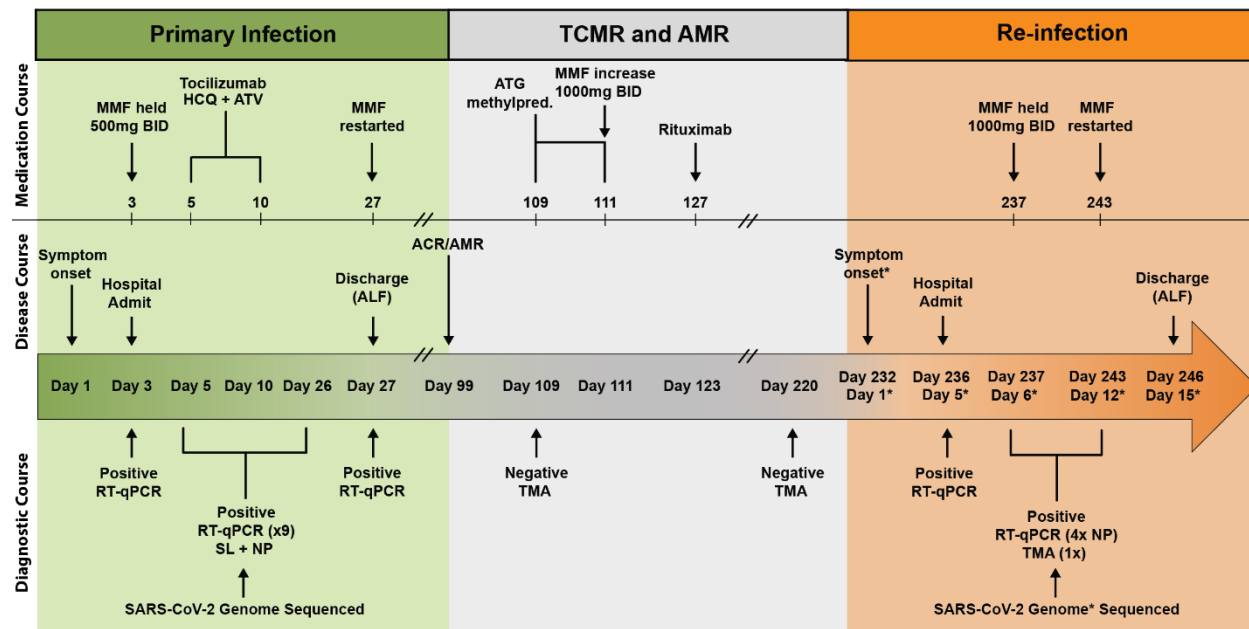 Primary Infection
TCMR and AMR
Re-infection
Medication Course
MMF held
500mg BID
Tocilizumab
HCQ + ATV
MMF
restarted
ATG
methylpred.
MMF increase
1000mg BID
Rituximab
MMF held
1000mg BID
MMF
restarted
3
5
10
27
109
111
127
237
243
Disease Course
Symptom
onset
Hospital
Admit
Discharge
(ALF)
ACR/AMR
Symptom
onset*
Hospital
Admit
Discharge
(ALF)
Day 1
Day 3
Day 5
Day 10
Day 26
Day 27
Day 99
Day 109
Day 111
Day 123
Day 220
Day 232
Day 1*
Day 236
Day 5*
Day 237
Day 6*
Day 243
Day 12*
Day 246
Day 15*
Diagnostic Course
Positive
RT-qPCR
Positive
RT-qPCR (x9)
SL + NP
SARS-CoV-2 Genome Sequenced
Positive
RT-qPCR
Negative
TMA
Negative
TMA
Positive
RT-qPCR
Positive
RT-qPCR (4x NP)
TMA (1x)
SARS-CoV-2 Genome* Sequenced